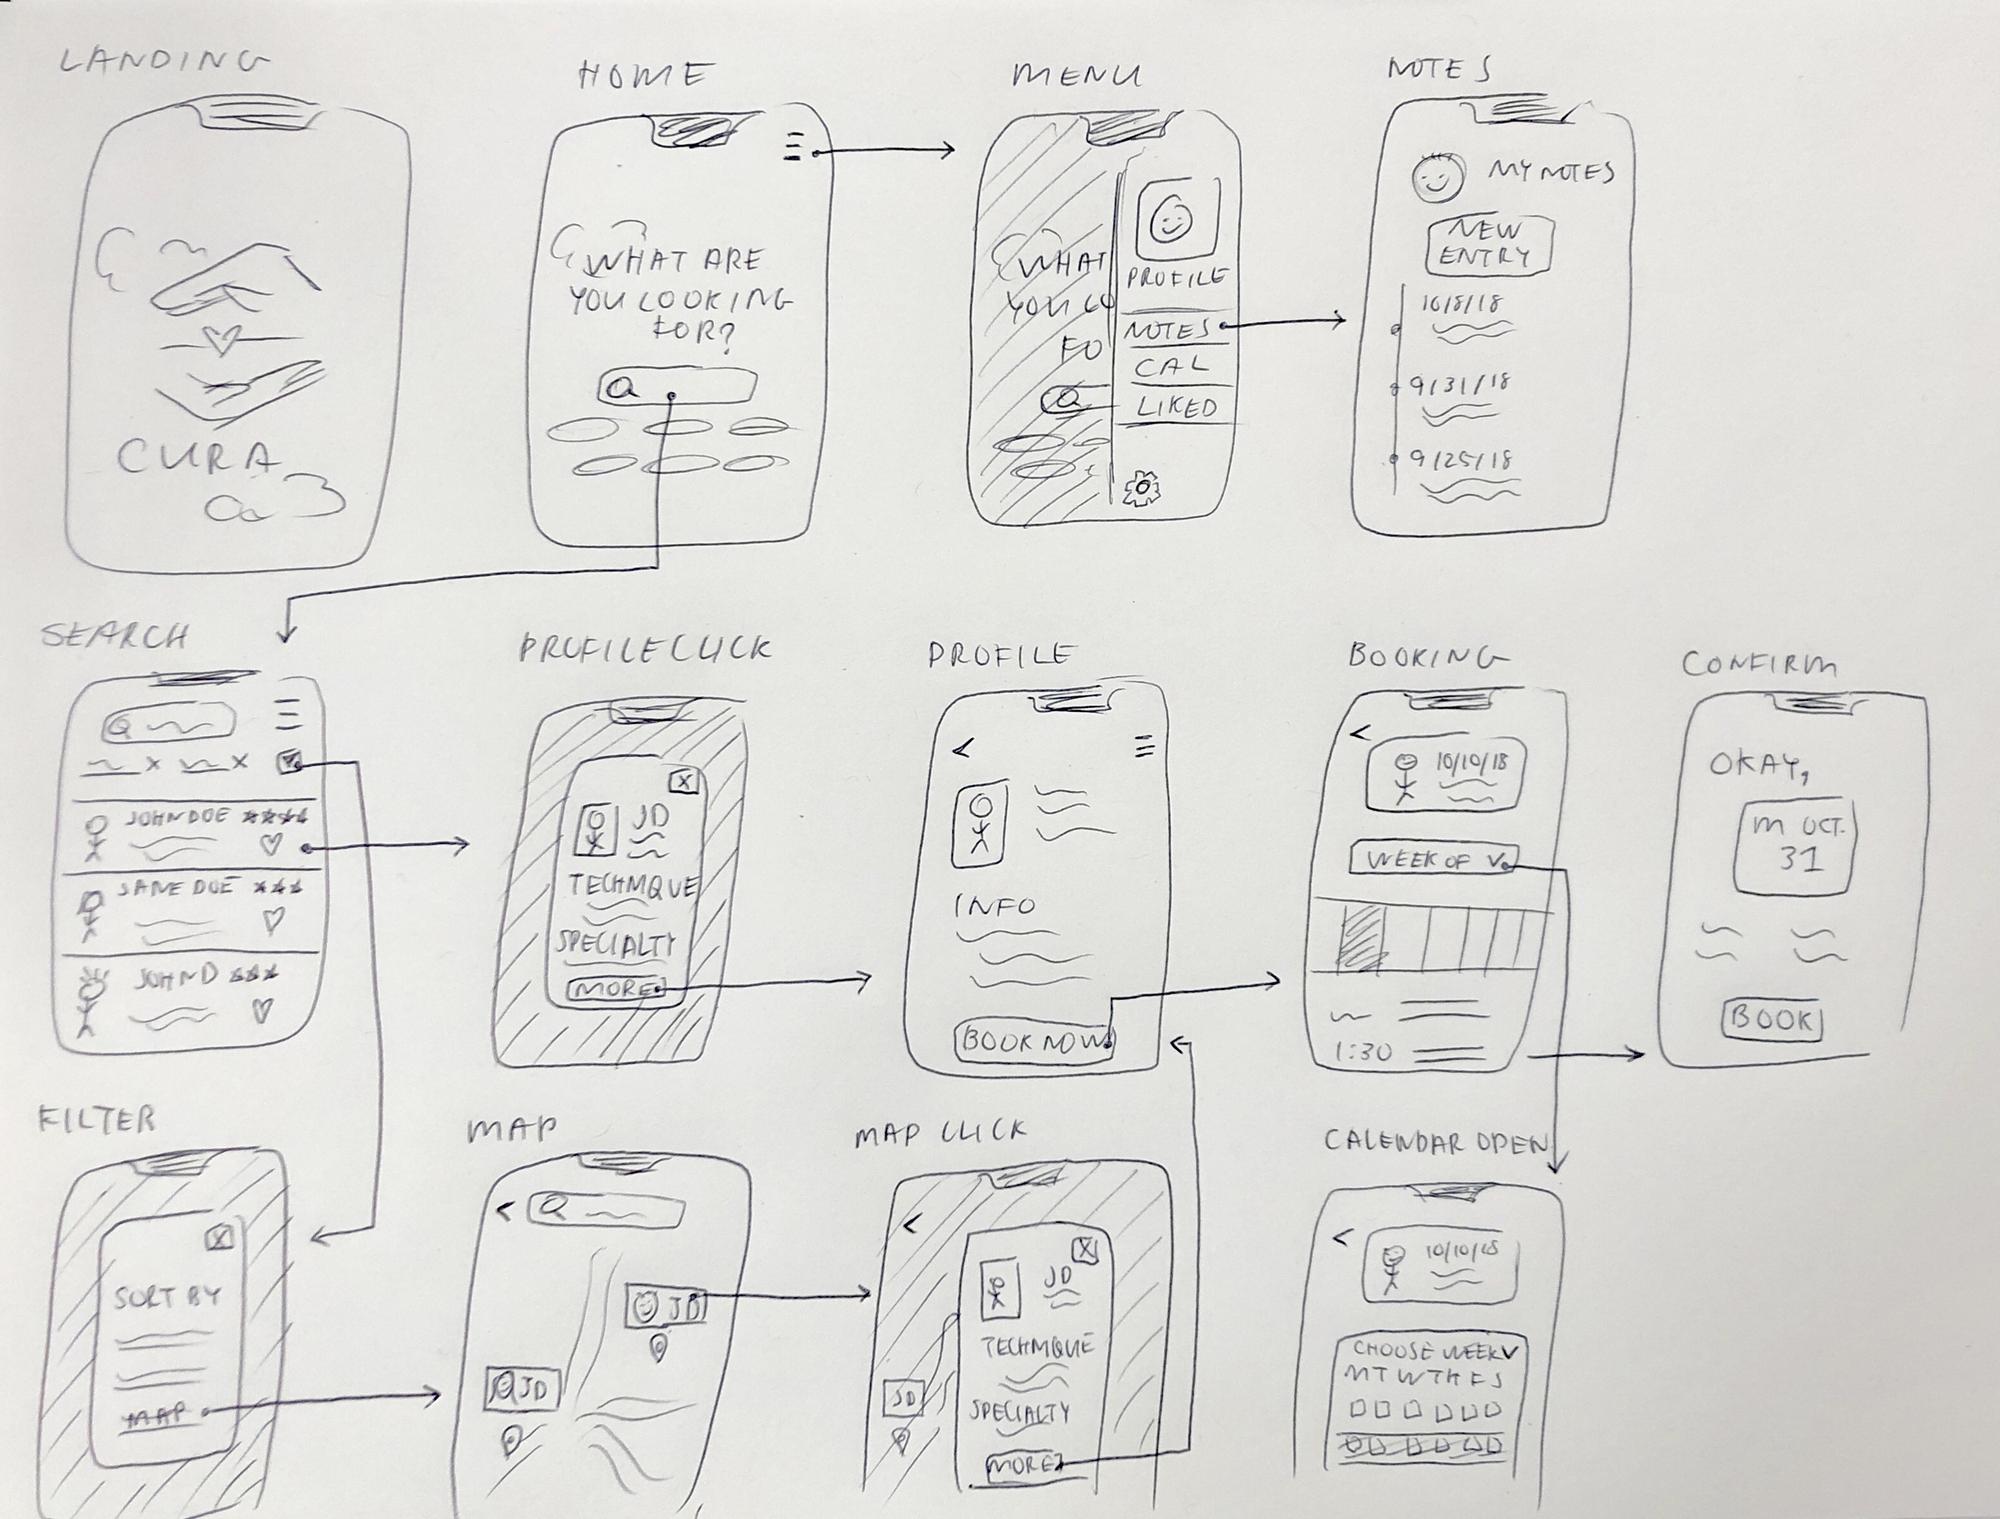 LANDING
CURA
HOME
WHAT ARE
YOU LOOKING
FOR?
MENU
WHAT
YOU LO
FO
PROFILE
NOTES
CAL
LIKED
NOTES
MY NOTES
NEW
ENTRY
10/8/18
9/31/18
9/25/18
SEARCH
JOHN DOE
JANE DOE
JOHN D
PROFILE CLICK
X
JD
TECHNIQUE
SPECIALTY
MORE
PROFILE
<
INFO
BOOK NOW
BOOKING
<
10/10/18
WEEK OF V
1:30
CONFIRM
OKAY,
M OCT.
31
BOOK
FILTER
X
SORT BY
MAP
MAP
<
JD
JD
MAP CLICK
<
X
JD
JD
TECHNIQUE
SPECIALTY
MORE
CALENDAR OPEN
<
10/10/18
CHOOSE WEEK V
M T W TH F S